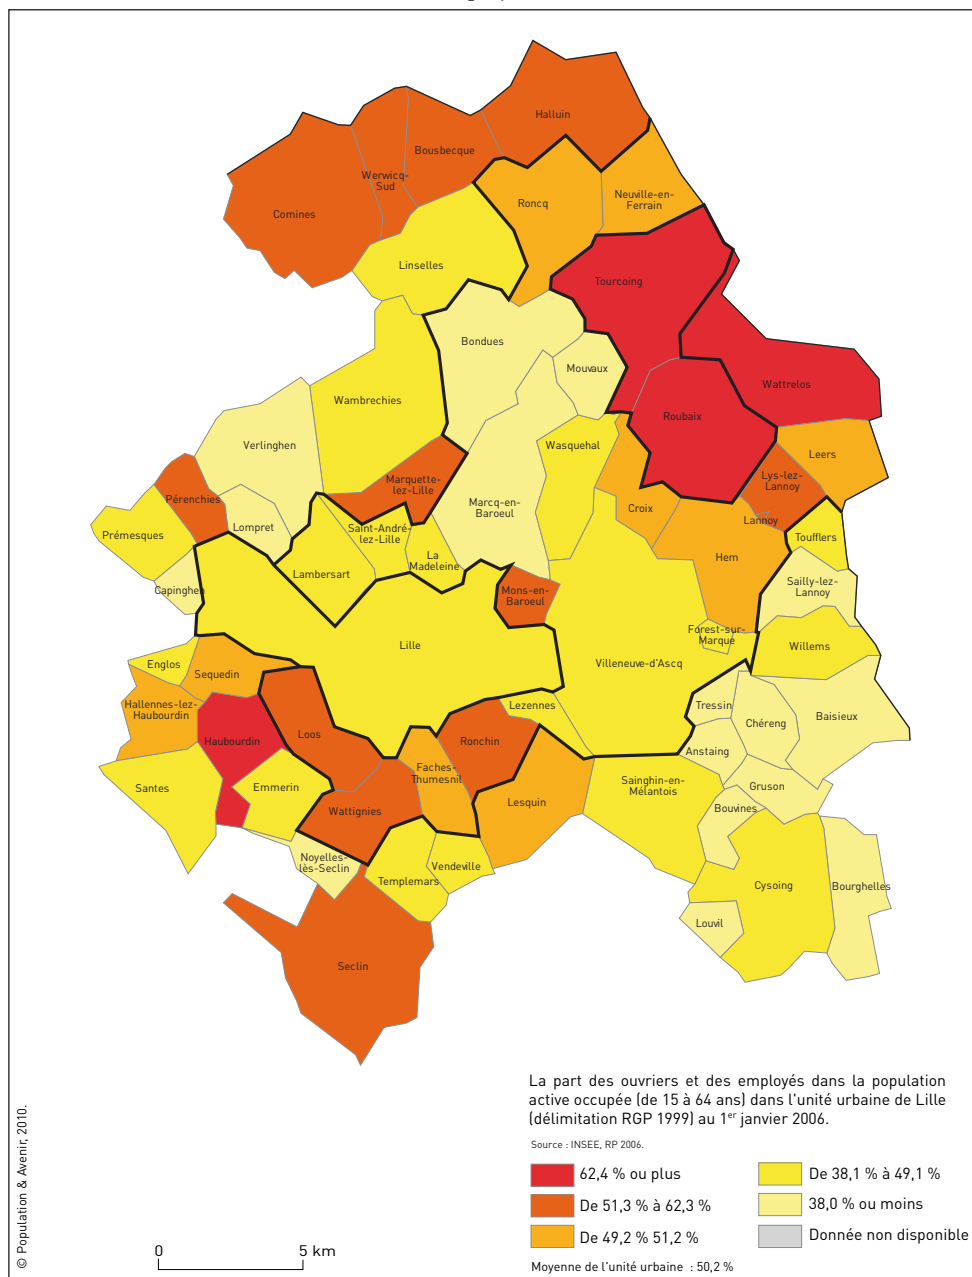 Halluin
Bousbecque
Werwicq-
Sud
Comines
Roncq
Neuville-en-
Ferrain
Linselles
Tourcoing
Bondues
Mouvaux
Wattrelos
Wambrechies
Roubaix
Verlinghen
Wasquehal
Leers
Marquette-
lez-Lille
Lys-lez-
Lannoy
Pérenchies
Marcq-en-
Baroeul
Croix
Lannoy
Prémesques
Lompret
Saint-André-
lez-Lille
La
Madeleine
Hem
Toufflers
Lambersart
Capinghem
Mons-en-
Baroeul
Sailly-lez-
Lannoy
Forest-sur-
Marque
Lille
Willems
Englos
Sequedin
Villeneuve-d'Ascq
Hallennes-lez-
Haubourdin
Lezennes
Tressin
Chéreng
Baisieux
Haubourdin
Loos
Ronchin
Anstaing
Santes
Emmerin
Faches-
Thumesnil
Sainghin-en-
Mélantois
Gruson
Wattignies
Lesquin
Bouvines
Noyelles-
lès-Seclin
Vendeville
Templemars
Cysoing
Bourghelles
Louvil
Seclin
La part des ouvriers et des employés dans la population
active occupée (de 15 à 64 ans) dans l'unité urbaine de Lille
(délimitation RGP 1999) au 1er janvier 2006.
Source : INSEE, RP 2006.
62,4 % ou plus
De 51,3 % à 62,3 %
De 49,2 % 51,2 %
De 38,1 % à 49,1 %
38,0 % ou moins
Donnée non disponible
Moyenne de l'unité urbaine : 50,2 %
0 5 km
© Population & Avenir, 2010.